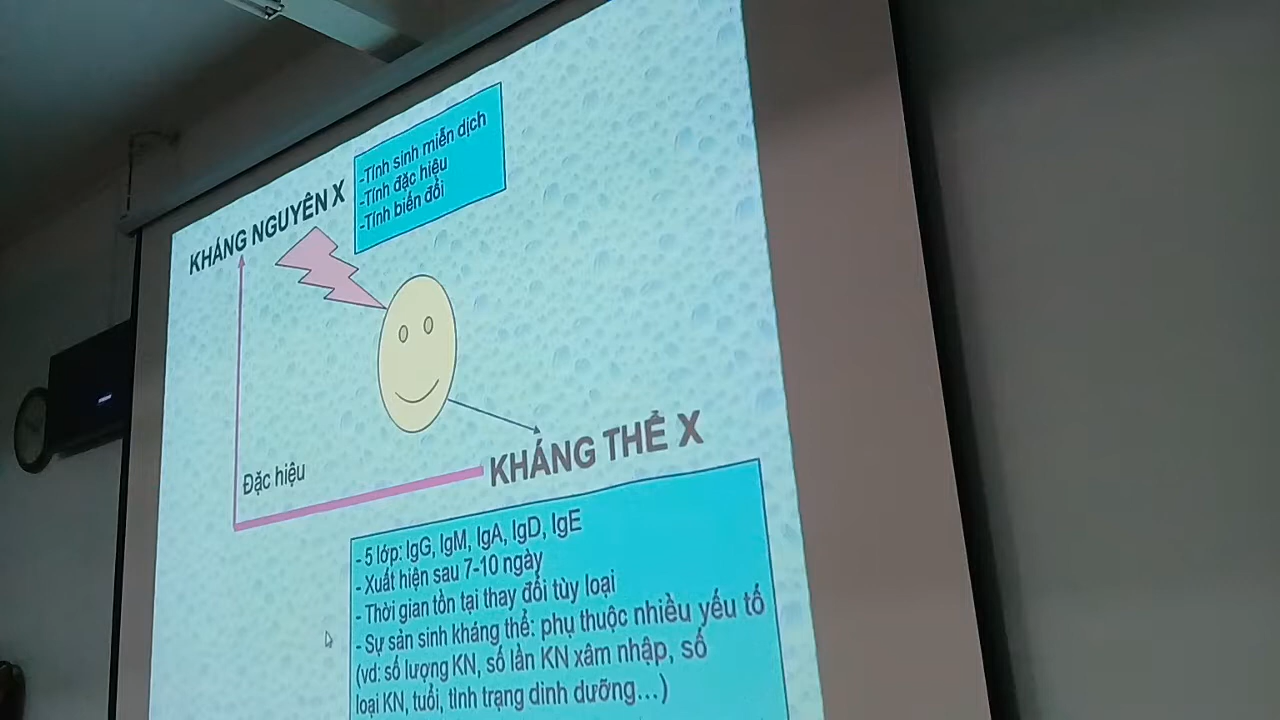 -Tính sinh miễn dịch
-Tính đặc hiệu
-Tính biến đổi
KHÁNG NGUYÊN X
KHÁNG THỂ X
Đặc hiệu
- 5 lớp: IgG, IgM, IgA, IgD, IgE
- Xuất hiện sau 7-10 ngày
- Thời gian tồn tại thay đổi tùy loại
- Sự sản sinh kháng thể: phụ thuộc nhiều yếu tố
(vd: số lượng KN, số lần KN xâm nhập, số
loại KN, tuổi, tình trạng dinh dưỡng...)